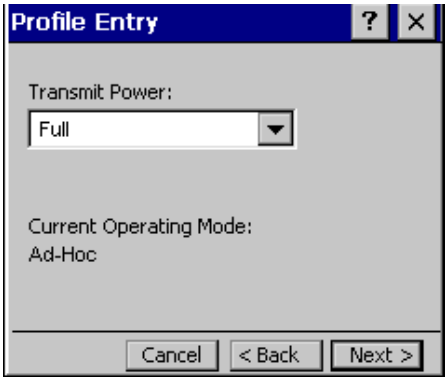 Profile Entry ? ×
Transmit Power:
Full
Current Operating Mode:
Ad-Hoc
Cancel < Back Next >